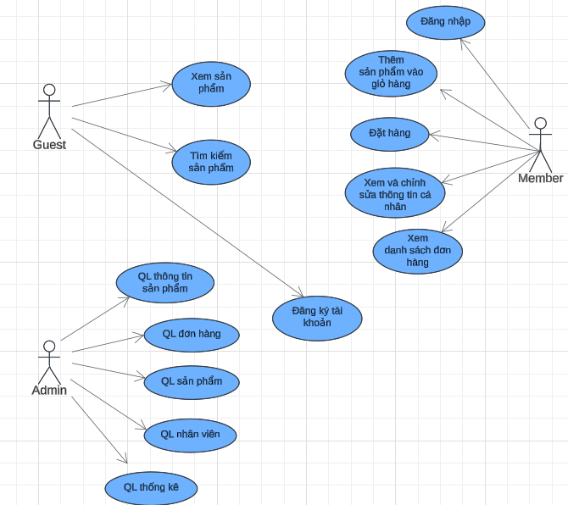 Đăng nhập
Thêm
sản phẩm vào
giỏ hàng
Xem sản
phẩm
Guest
Đặt hàng
Tìm kiếm
sản phẩm
Member
Xem và chính
sửa thông tin cá
nhân
Xem
danh sách đơn
hàng
QL thông tin
sản phẩm
Đăng ký tài
khoản
QL đơn hàng
QL sản phẩm
Admin
QL nhân viên
QL thống kê